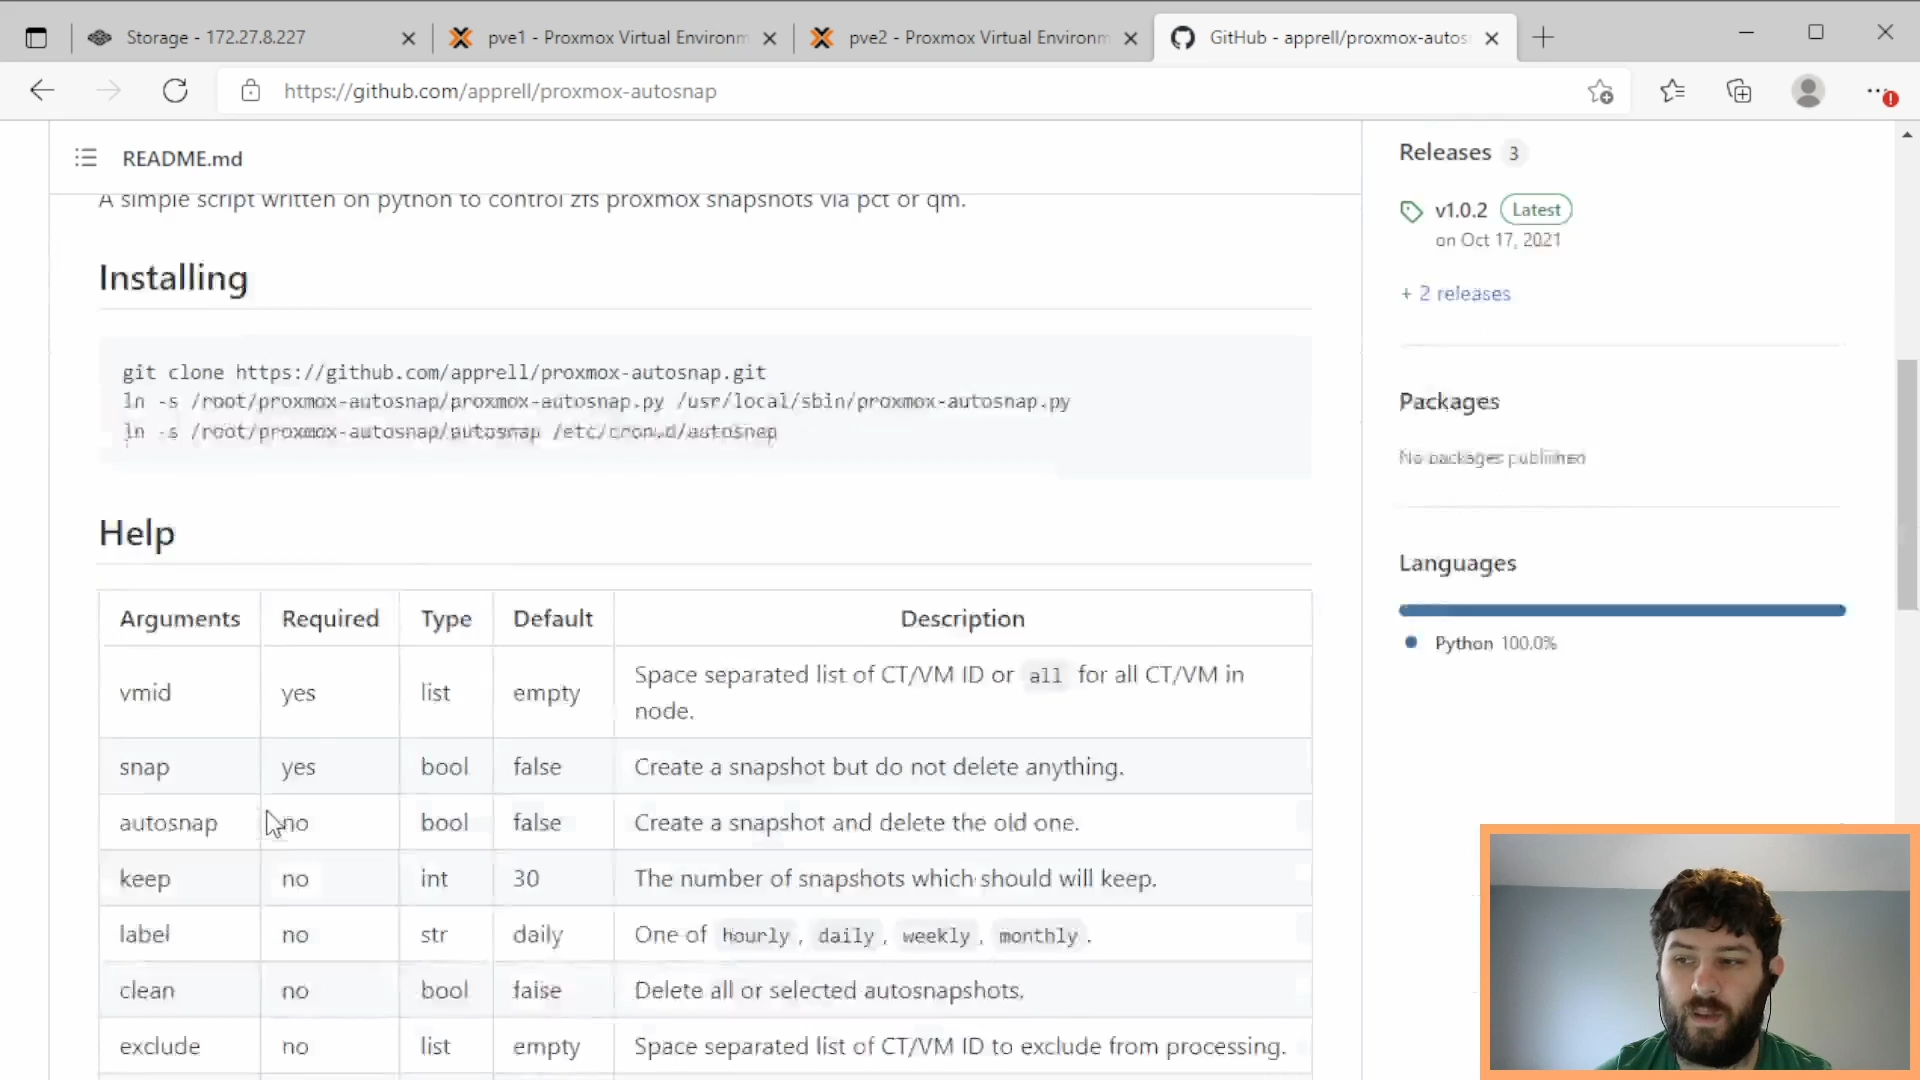 Storage - 172.27.8.227
pve1 - Proxmox Virtual Environm
pve2 - Proxmox Virtual Environm
GitHub - apprell/proxmox-autos
https://github.com/apprell/proxmox-autosnap
README.md
A simple script written on python to control zfs proxmox snapshots via pct or qm.
Installing
git clone https://github.com/apprell/proxmox-autosnap.git
ln -s /root/proxmox-autosnap/proxmox-autosnap.py /usr/local/sbin/proxmox-autosnap.py
ln -s /root/proxmox-autosnap/autosnap /etc/cron.d/autosnap
Help
Arguments Required Type Default Description
vmid yes list empty Space separated list of CT/VM ID or all for all CT/VM in
node.
snap yes bool false Create a snapshot but do not delete anything.
autosnap no bool false Create a snapshot and delete the old one.
keep no int 30 The number of snapshots which should will keep.
label no str daily One of hourly, daily, weekly, monthly.
clean no bool false Delete all or selected autosnapshots.
exclude no list empty Space separated list of CT/VM ID to exclude from processing.
Releases 3
v1.0.2 Latest
on Oct 17, 2021
+ 2 releases
Packages
No packages published
Languages
Python 100.0%